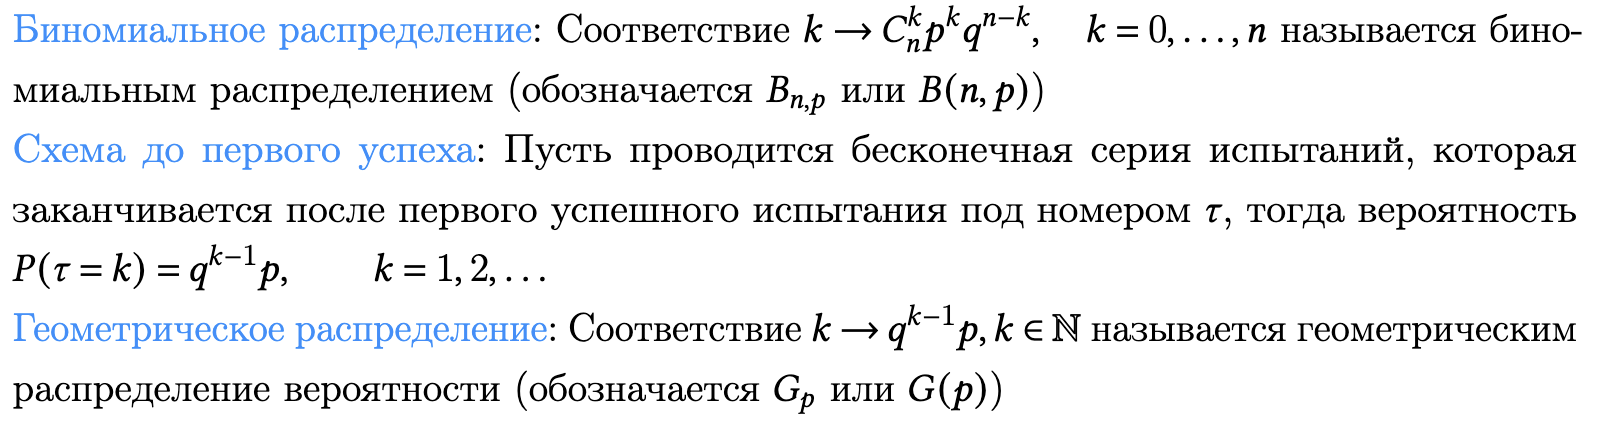 Биномиальное распределение: Соответствие k → C_n^k p^k q^{n−k}, k = 0, . . . , n называется бино-
миальным распределением (обозначается B_{n,p} или B(n, p))
Схема до первого успеха: Пусть проводится бесконечная серия испытаний, которая
заканчивается после первого успешного испытания под номером τ, тогда вероятность
P(τ = k) = q^{k−1}p, k = 1, 2, . . .
Геометрическое распределение: Соответствие k → q^{k−1}p, k ∈ ℕ называется геометрическим
распределение вероятности (обозначается G_p или G(p))